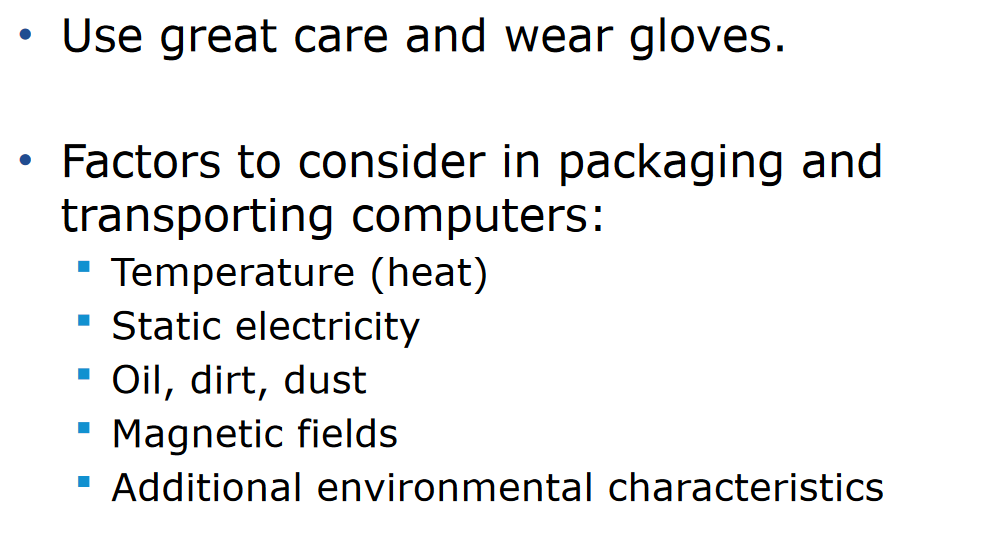 • Use great care and wear gloves.
• Factors to consider in packaging and
transporting computers:
▪ Temperature (heat)
▪ Static electricity
▪ Oil, dirt, dust
▪ Magnetic fields
▪ Additional environmental characteristics